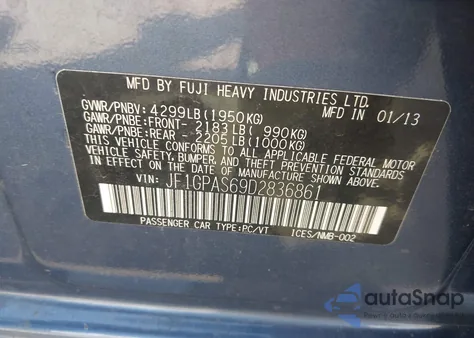 MFD BY FUJI HEAVY INDUSTRIES LTD.
MFD IN 01/13
GVWR/PNBV: 4299LB (1950KG)
GAWR/PNBE: FRONT - 2183LB ( 990KG)
GAWR/PNBE: REAR - 2205LB (1000KG)
THIS VEHICLE CONFORMS TO ALL APPLICABLE FEDERAL MOTOR
VEHICLE SAFETY, BUMPER, AND THEFT PREVENTION STANDARDS
IN EFFECT ON THE DATE OF MANUFACTURE SHOWN ABOVE.
VIN: JF1GPAS69D2836861
PASSENGER CAR TYPE: PC/VT ICES/NMB-002
autoSnap
Powered by AutoAstat